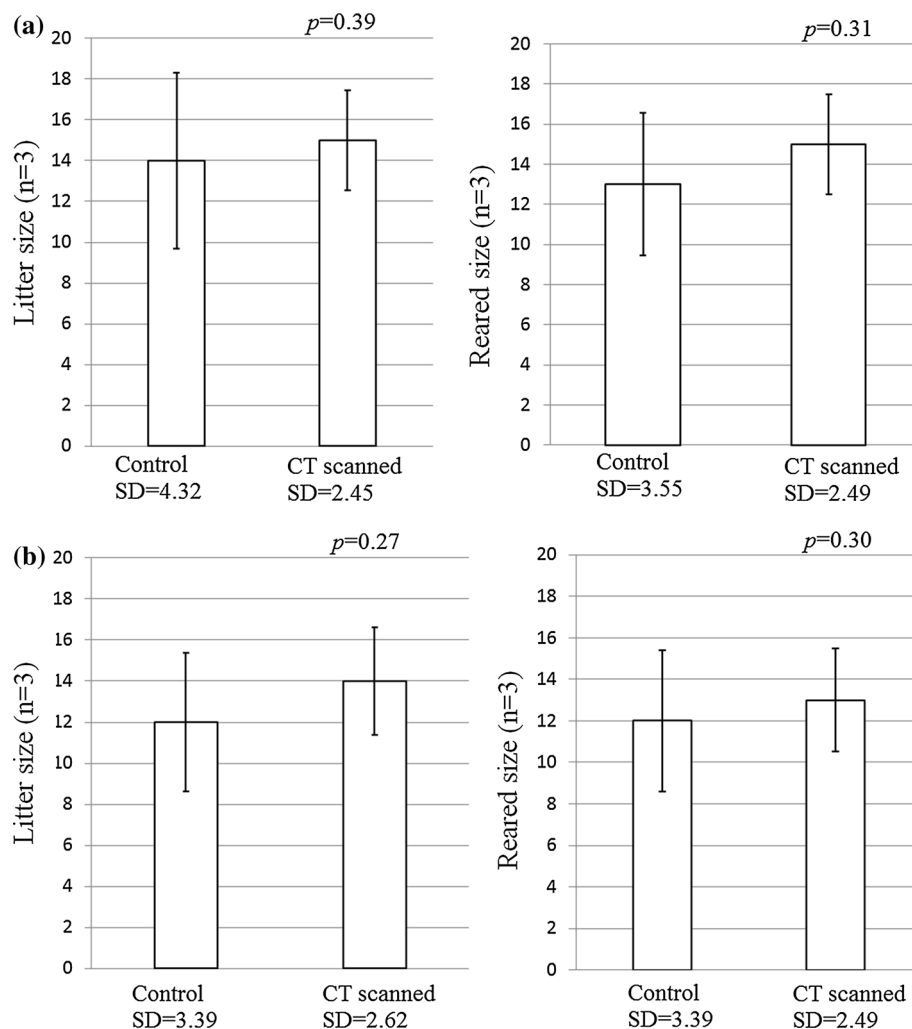 (a)
p=0.39
20
18
16
14
12
10
8
6
4
2
0
Litter size (n=3)
Control
SD=4.32
CT scanned
SD=2.45
p=0.31
20
18
16
14
12
10
8
6
4
2
0
Reared size (n=3)
Control
SD=3.55
CT scanned
SD=2.49
(b)
p=0.27
20
18
16
14
12
10
8
6
4
2
0
Litter size (n=3)
Control
SD=3.39
CT scanned
SD=2.62
p=0.30
20
18
16
14
12
10
8
6
4
2
0
Reared size (n=3)
Control
SD=3.39
CT scanned
SD=2.49